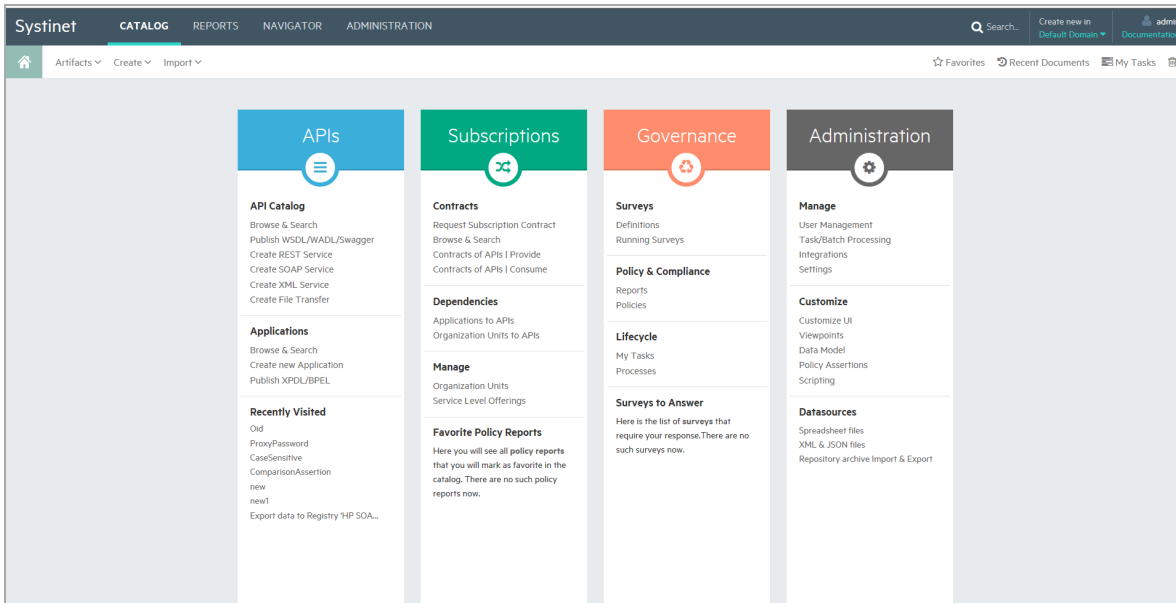 Systinet
CATALOG
REPORTS
NAVIGATOR
ADMINISTRATION
Search...
Create new in
Default Domain
Documentation
Artifacts
Create
Import
Favorites
Recent Documents
My Tasks
APIs
API Catalog
Browse & Search
Publish WSDL/WADL/Swagger
Create REST Service
Create SOAP Service
Create XML Service
Create File Transfer
Applications
Browse & Search
Create new Application
Publish XPDL/BPEL
Recently Visited
Oid
ProxyPassword
CaseSensitive
ComparisonAssertion
new
new1
Export data to Registry 'HP SOA...
Subscriptions
Contracts
Request Subscription Contract
Browse & Search
Contracts of APIs | Provide
Contracts of APIs | Consume
Dependencies
Applications to APIs
Organization Units to APIs
Manage
Organization Units
Service Level Offerings
Favorite Policy Reports
Here you will see all policy reports
that you will mark as favorite in the
catalog. There are no such policy
reports now.
Governance
Surveys
Definitions
Running Surveys
Policy & Compliance
Reports
Policies
Lifecycle
My Tasks
Processes
Surveys to Answer
Here is the list of surveys that
require your response.There are no
such surveys now.
Administration
Manage
User Management
Task/Batch Processing
Integrations
Settings
Customize
Customize UI
Viewpoints
Data Model
Policy Assertions
Scripting
Datasources
Spreadsheet files
XML & JSON files
Repository archive Import & Export